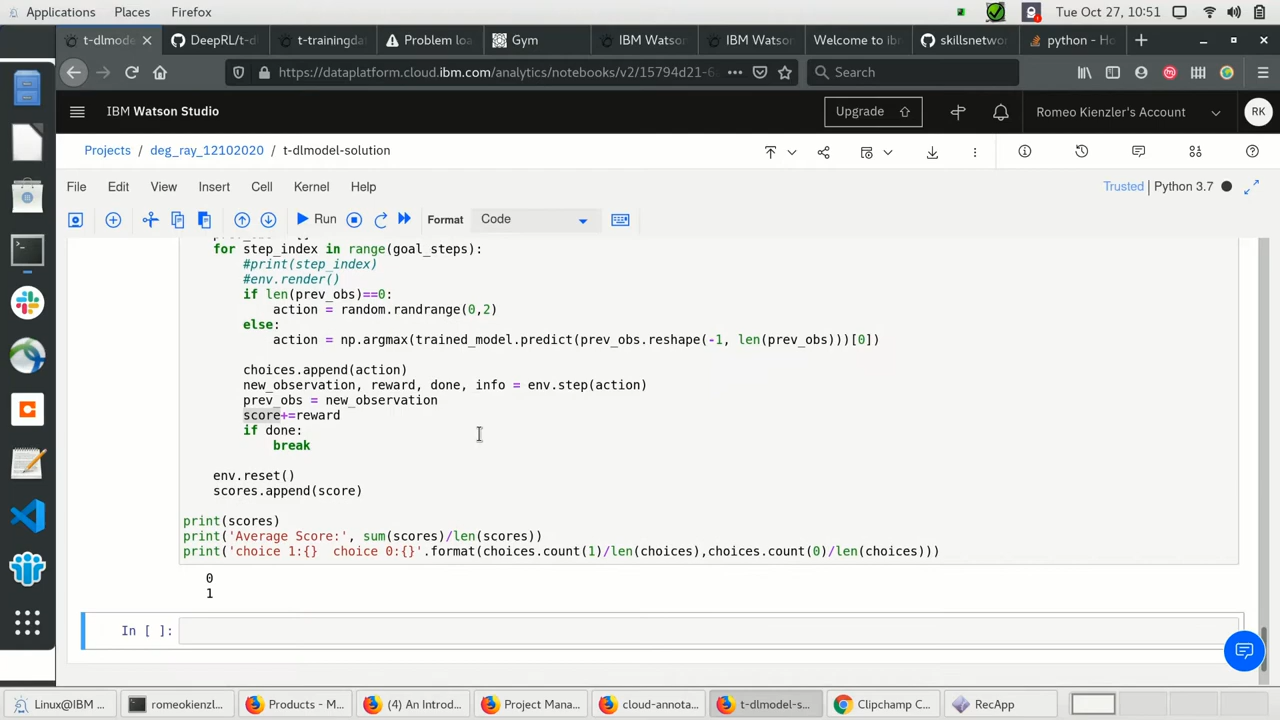 Applications Places Firefox Tue Oct 27, 10:51
t-dlmode DeepRL/t-d t-trainingda Problem loa Gym IBM Watso IBM Watso Welcome to ibm skillsnetwor python - Ho
https://dataplatform.cloud.ibm.com/analytics/notebooks/v2/15794d21-6 Search
IBM Watson Studio Upgrade Romeo Kienzler's Account RK
Projects / deg_ray_12102020 / t-dlmodel-solution
File Edit View Insert Cell Kernel Help Trusted | Python 3.7
Run Format Code
for step_index in range(goal_steps):
#print(step_index)
#env.render()
if len(prev_obs)==0:
action = random.randrange(0,2)
else:
action = np.argmax(trained_model.predict(prev_obs.reshape(-1, len(prev_obs)))[0])
choices.append(action)
new_observation, reward, done, info = env.step(action)
prev_obs = new_observation
score+=reward
if done:
break
env.reset()
scores.append(score)
print(scores)
print('Average Score:', sum(scores)/len(scores))
print('choice 1:{}  choice 0:{}'.format(choices.count(1)/len(choices),choices.count(0)/len(choices)))
0
1
In [ ]:
Linux@IBM ... romeokienzl... Products - M... (4) An Introd... Project Mana... cloud-annota... t-dlmodel-s... Clipchamp C... RecApp